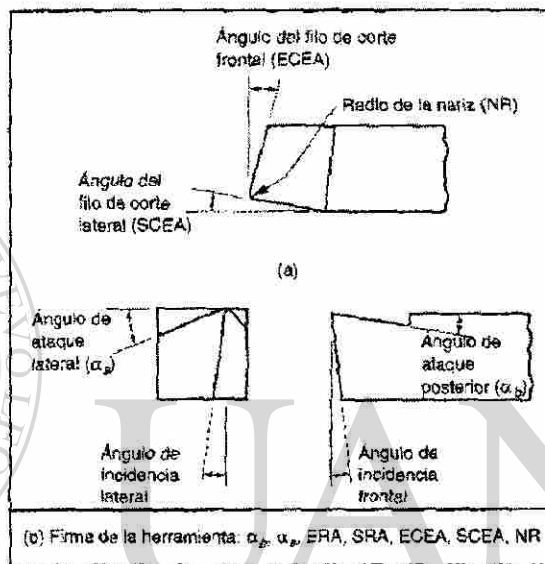 Ángulo del filo de corte
frontal (ECEA)
Radio de la nariz (NR)
Ángulo del
filo de corte
lateral (SCEA)
(a)
Ángulo de
ataque
lateral (αs)
Ángulo de
ataque
posterior (αb)
Ángulo de
incidencia
lateral
Ángulo de
incidencia
frontal
UAN
(b) Firma de la herramienta: αb, αs, ERA, SRA, ECEA, SCEA, NR